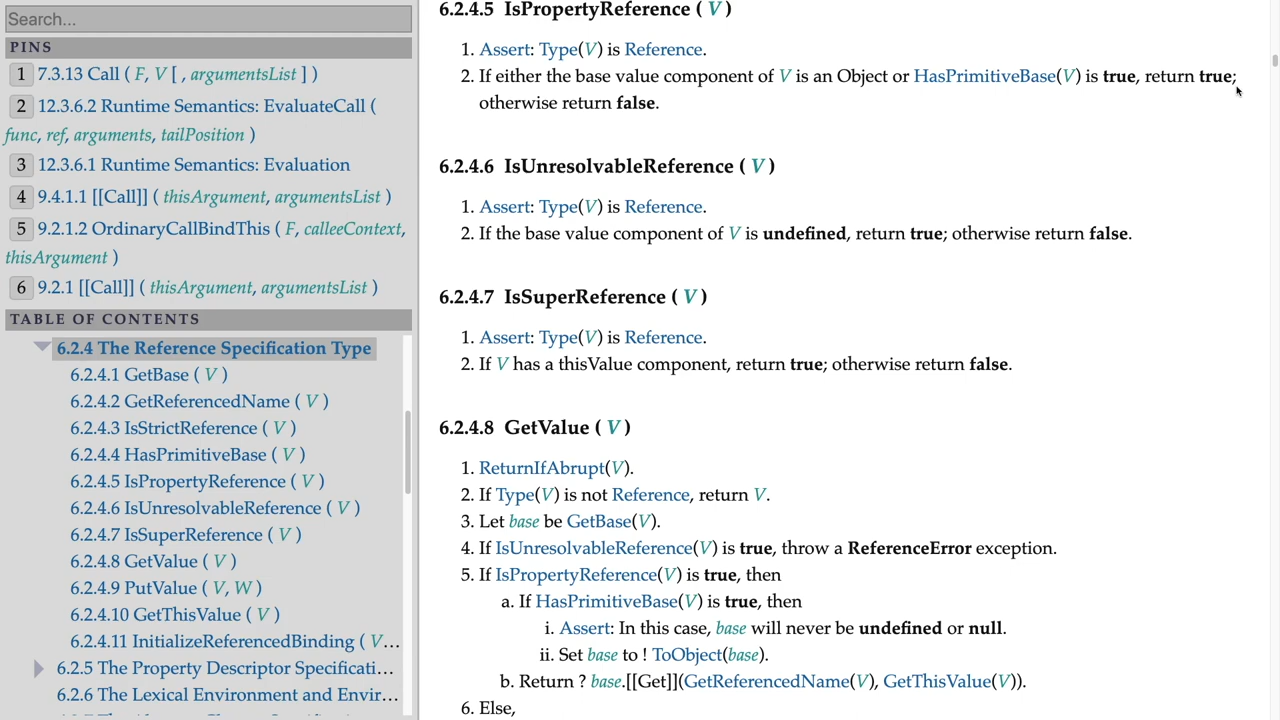 Search...
PINS
1 7.3.13 Call ( F, V [ , argumentsList ] )
2 12.3.6.2 Runtime Semantics: EvaluateCall (
func, ref, arguments, tailPosition )
3 12.3.6.1 Runtime Semantics: Evaluation
4 9.4.1.1 [[Call]] ( thisArgument, argumentsList )
5 9.2.1.2 OrdinaryCallBindThis ( F, calleeContext,
thisArgument )
6 9.2.1 [[Call]] ( thisArgument, argumentsList )
TABLE OF CONTENTS
6.2.4 The Reference Specification Type
6.2.4.1 GetBase ( V )
6.2.4.2 GetReferencedName ( V )
6.2.4.3 IsStrictReference ( V )
6.2.4.4 HasPrimitiveBase ( V )
6.2.4.5 IsPropertyReference ( V )
6.2.4.6 IsUnresolvableReference ( V )
6.2.4.7 IsSuperReference ( V )
6.2.4.8 GetValue ( V )
6.2.4.9 PutValue ( V, W )
6.2.4.10 GetThisValue ( V )
6.2.4.11 InitializeReferencedBinding ( V...
6.2.5 The Property Descriptor Specificati...
6.2.6 The Lexical Environment and Envir...
6.2.4.5 IsPropertyReference ( V )
1. Assert: Type(V) is Reference.
2. If either the base value component of V is an Object or HasPrimitiveBase(V) is true, return true;
otherwise return false.
6.2.4.6 IsUnresolvableReference ( V )
1. Assert: Type(V) is Reference.
2. If the base value component of V is undefined, return true; otherwise return false.
6.2.4.7 IsSuperReference ( V )
1. Assert: Type(V) is Reference.
2. If V has a thisValue component, return true; otherwise return false.
6.2.4.8 GetValue ( V )
1. ReturnIfAbrupt(V).
2. If Type(V) is not Reference, return V.
3. Let base be GetBase(V).
4. If IsUnresolvableReference(V) is true, throw a ReferenceError exception.
5. If IsPropertyReference(V) is true, then
a. If HasPrimitiveBase(V) is true, then
i. Assert: In this case, base will never be undefined or null.
ii. Set base to ! ToObject(base).
b. Return ? base.[[Get]](GetReferencedName(V), GetThisValue(V)).
6. Else,